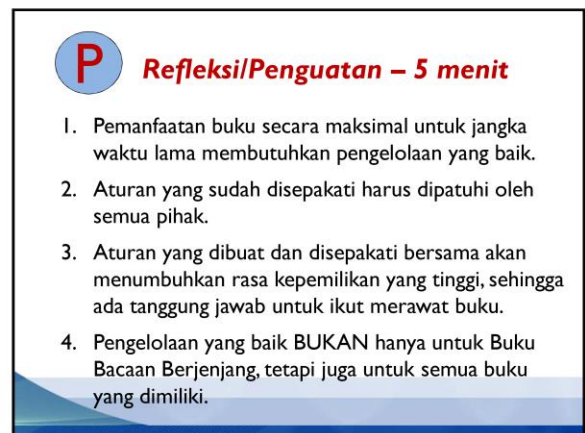 P
Refleksi/Penguatan – 5 menit
1. Pemanfaatan buku secara maksimal untuk jangka
waktu lama membutuhkan pengelolaan yang baik.
2. Aturan yang sudah disepakati harus dipatuhi oleh
semua pihak.
3. Aturan yang dibuat dan disepakati bersama akan
menumbuhkan rasa kepemilikan yang tinggi, sehingga
ada tanggung jawab untuk ikut merawat buku.
4. Pengelolaan yang baik BUKAN hanya untuk Buku
Bacaan Berjenjang, tetapi juga untuk semua buku
yang dimiliki.